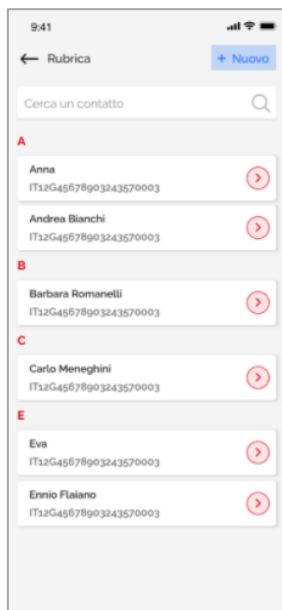 9:41
Rubrica
+ Nuovo
Cerca un contatto
A
Anna
IT12G45678903243570003
Andrea Bianchi
IT12G45678903243570003
B
Barbara Romanelli
IT12G45678903243570003
C
Carlo Meneghini
IT12G45678903243570003
E
Eva
IT12G45678903243570003
Ennio Flaiano
IT12G45678903243570003